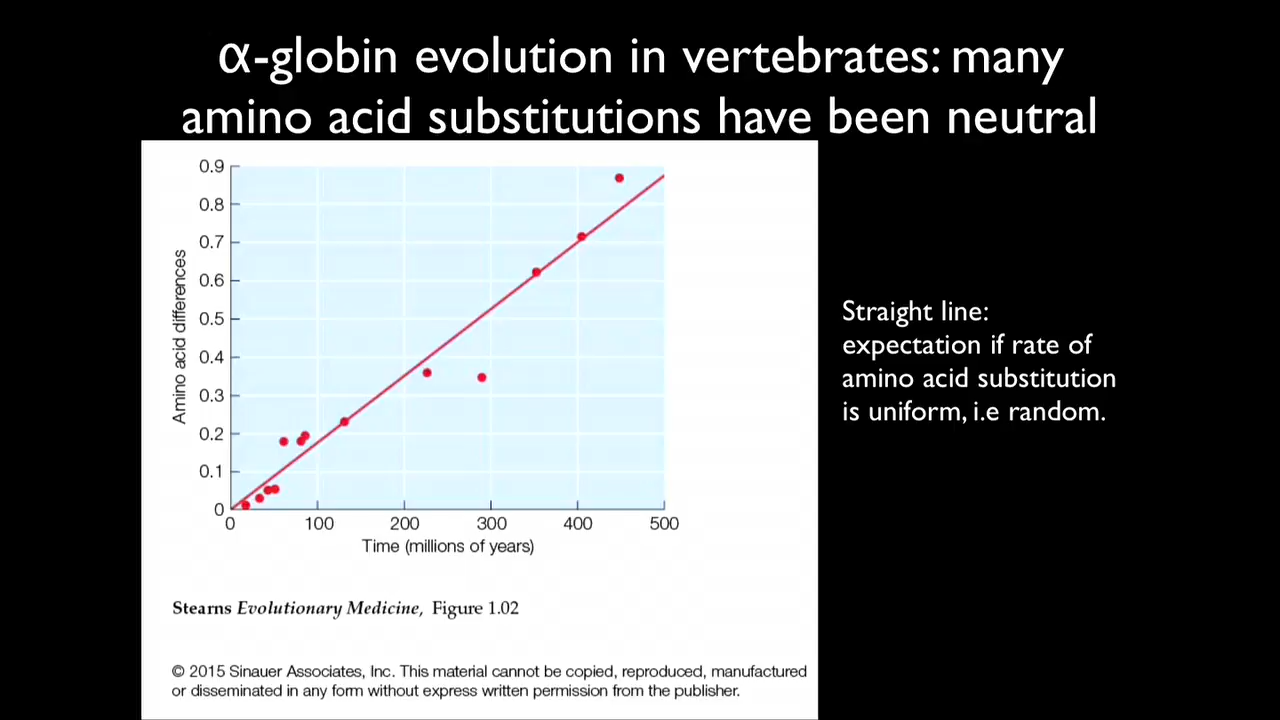 α-globin evolution in vertebrates: many
amino acid substitutions have been neutral
0.9
0.8
0.7
0.6
0.5
0.4
0.3
0.2
0.1
0
Amino acid differences
0 100 200 300 400 500
Time (millions of years)
Straight line:
expectation if rate of
amino acid substitution
is uniform, i.e random.
Stearns Evolutionary Medicine, Figure 1.02
© 2015 Sinauer Associates, Inc. This material cannot be copied, reproduced, manufactured
or disseminated in any form without express written permission from the publisher.